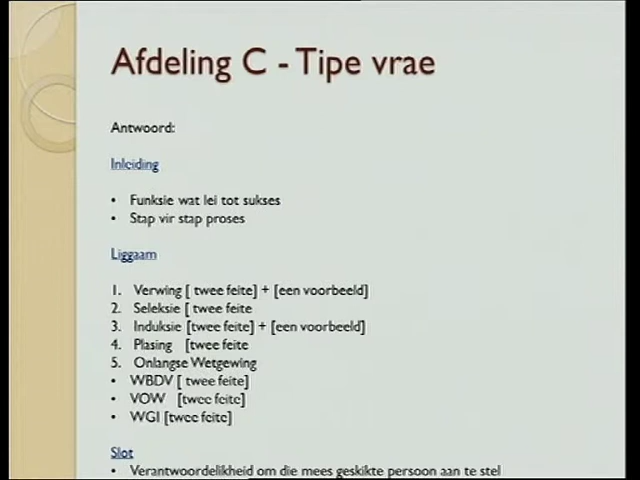 Afdeling C - Tipe vrae
Antwoord:
Inleiding
• Funksie wat lei tot sukses
• Stap vir stap proses
Liggaam
1. Verwing [ twee feite] + [een voorbeeld]
2. Seleksie [ twee feite
3. Induksie [twee feite] + [een voorbeeld]
4. Plasing [twee feite
5. Onlangse Wetgewing
• WBDV [ twee feite]
• VOW [twee feite]
• WGI [twee feite]
Slot
• Verantwoordelikheid om die mees geskikte persoon aan te stel